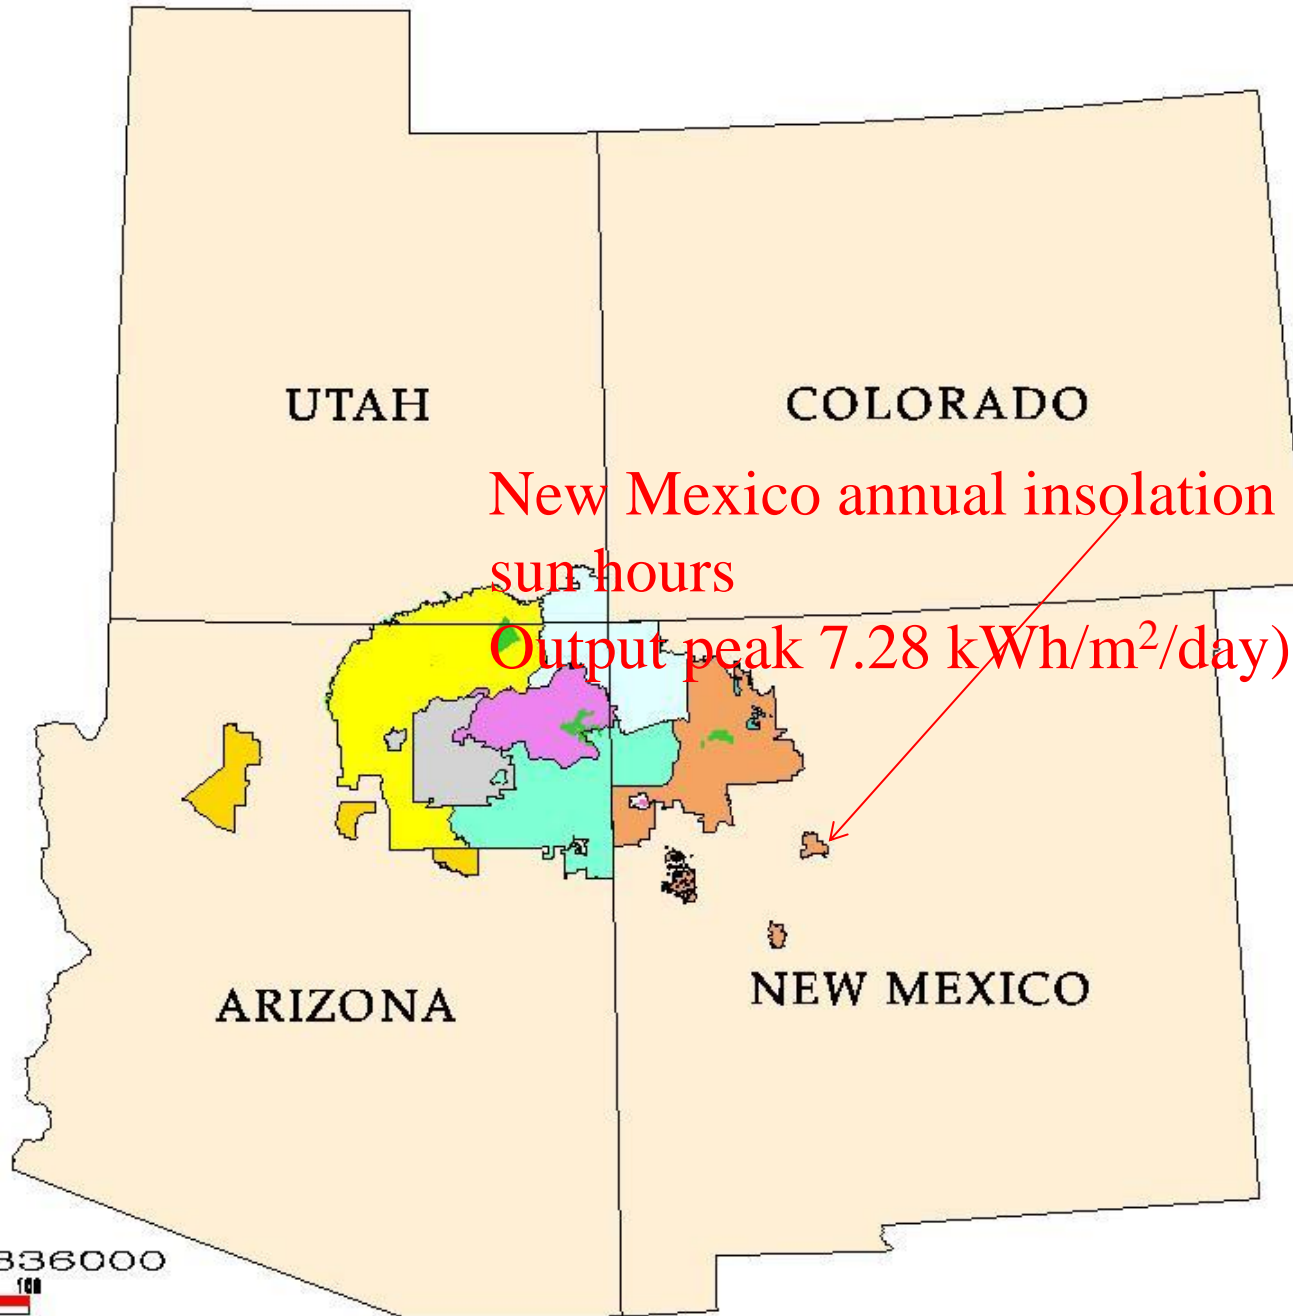 UTAH
COLORADO
New Mexico annual insolation
sun hours
Output peak 7.28 kWh/m²/day)
ARIZONA
NEW MEXICO
336000
100